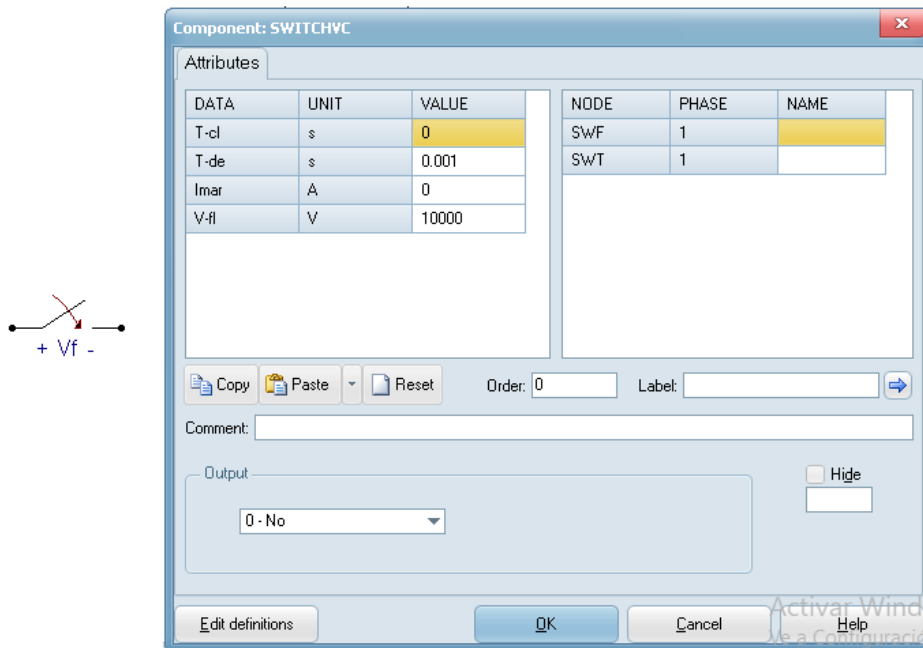 Component: SWITCHVC
Attributes
DATA UNIT VALUE
T-cl s 0
T-de s 0.001
Imar A 0
V-fl V 10000
NODE PHASE NAME
SWF 1
SWT 1
+ Vf -
Copy Paste Reset Order: 0 Label:
Comment:
Output
0 - No
Hide
Edit definitions OK Cancel Help
Activar Wind
Ve a Configuració